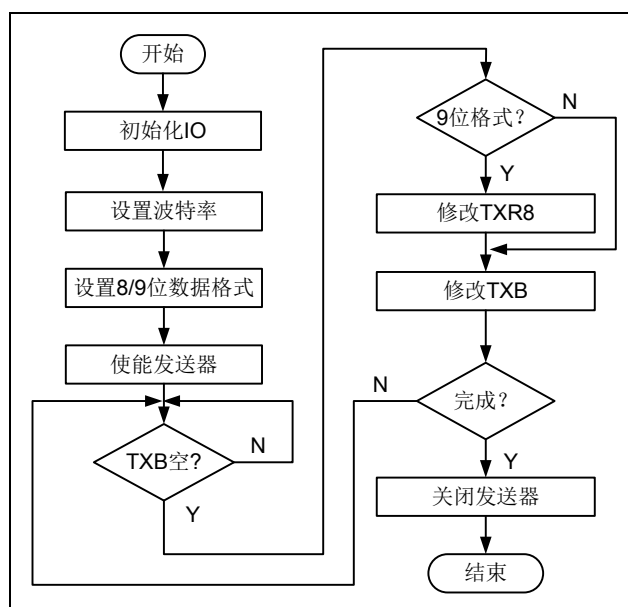 开始
初始化IO
设置波特率
设置8/9位数据格式
使能发送器
TXB空?
N
Y
9位格式?
N
Y
修改TXR8
修改TXB
完成?
N
Y
关闭发送器
结束